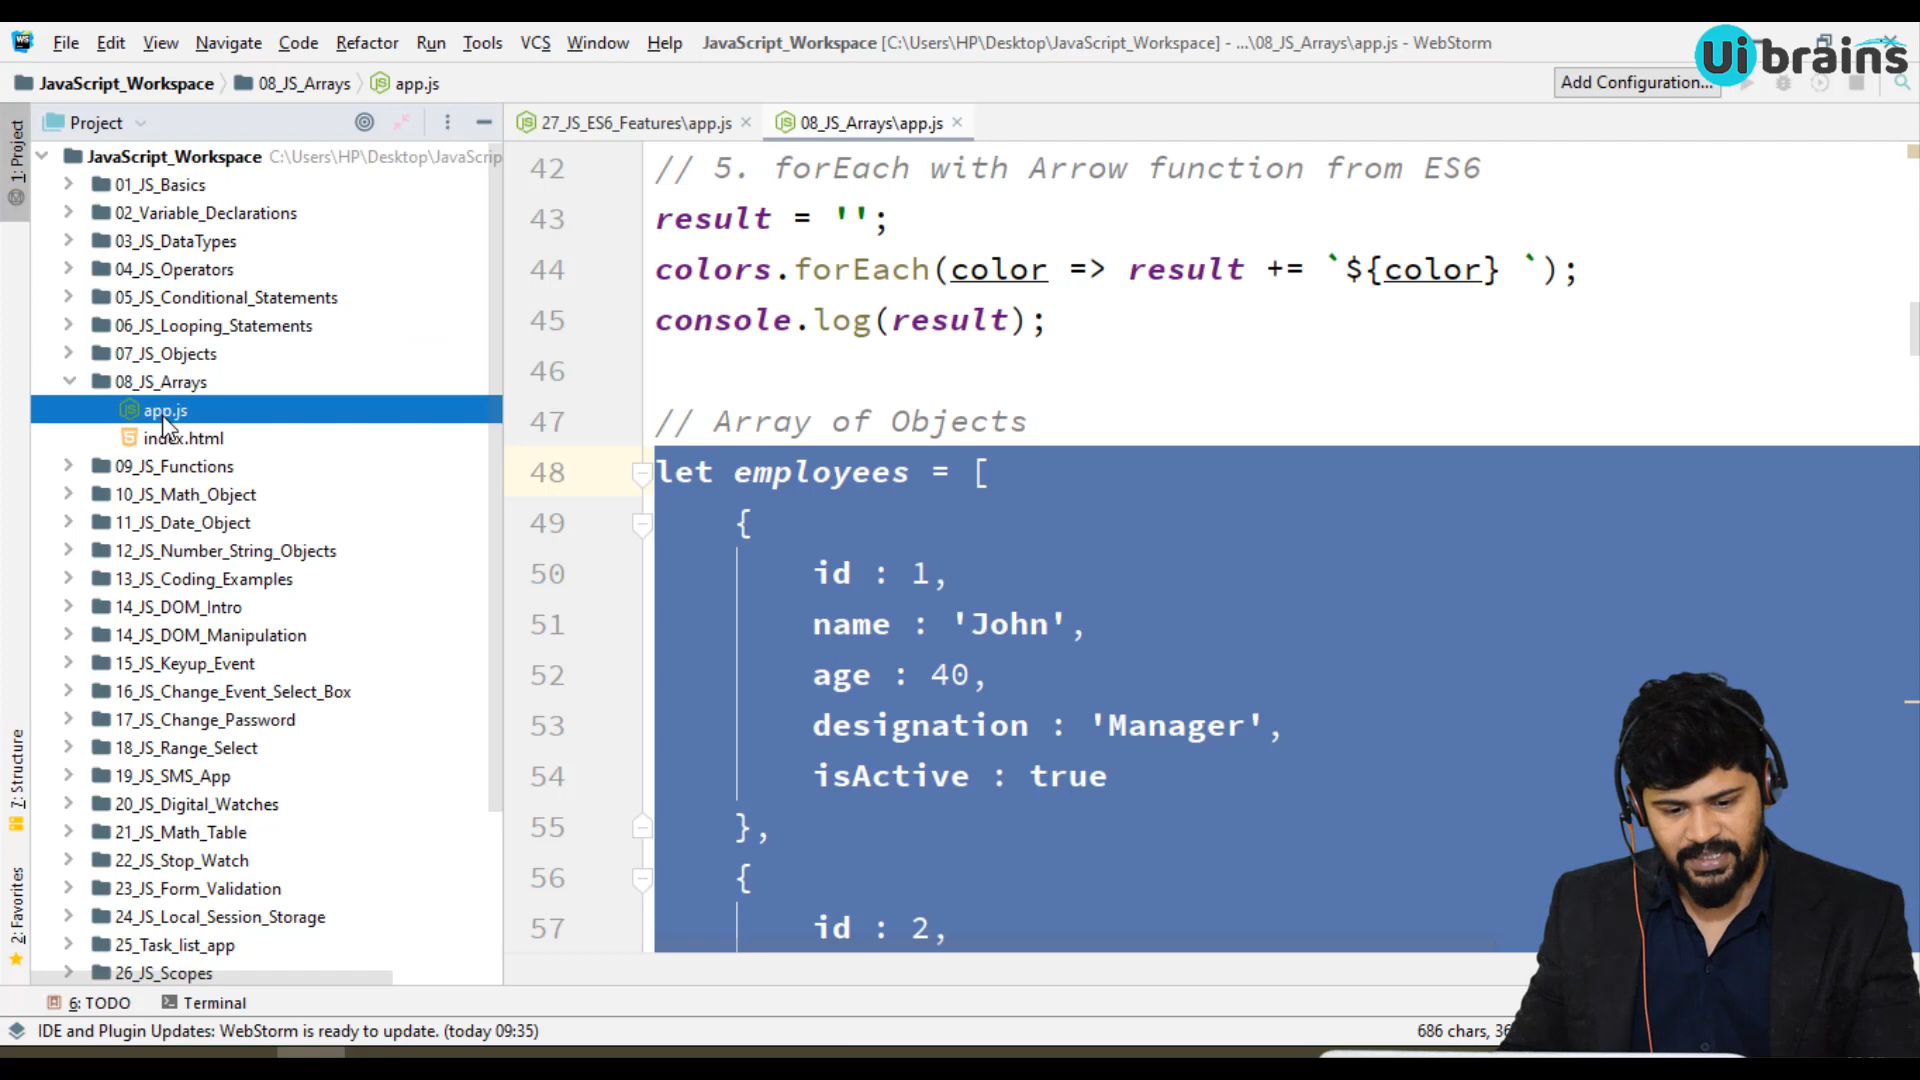 File Edit View Navigate Code Refactor Run Tools VCS Window Help JavaScript_Workspace [C:\Users\HP\Desktop\JavaScript_Workspace] - ...\08_JS_Arrays\app.js - WebStorm
Ui brains
JavaScript_Workspace 08_JS_Arrays app.js Add Configuration...
Project 27_JS_ES6_Features\app.js 08_JS_Arrays\app.js
1: Project
7: Structure
2: Favorites
JavaScript_Workspace C:\Users\HP\Desktop\JavaScrip
01_JS_Basics
02_Variable_Declarations
03_JS_DataTypes
04_JS_Operators
05_JS_Conditional_Statements
06_JS_Looping_Statements
07_JS_Objects
08_JS_Arrays
app.js
index.html
09_JS_Functions
10_JS_Math_Object
11_JS_Date_Object
12_JS_Number_String_Objects
13_JS_Coding_Examples
14_JS_DOM_Intro
14_JS_DOM_Manipulation
15_JS_Keyup_Event
16_JS_Change_Event_Select_Box
17_JS_Change_Password
18_JS_Range_Select
19_JS_SMS_App
20_JS_Digital_Watches
21_JS_Math_Table
22_JS_Stop_Watch
23_JS_Form_Validation
24_JS_Local_Session_Storage
25_Task_list_app
26_JS_Scopes
42 // 5. forEach with Arrow function from ES6
43 result = '';
44 colors.forEach(color => result += `${color} `);
45 console.log(result);
46
47 // Array of Objects
48 let employees = [
49 {
50 id : 1,
51 name : 'John',
52 age : 40,
53 designation : 'Manager',
54 isActive : true
55 },
56 {
57 id : 2,
6: TODO Terminal
IDE and Plugin Updates: WebStorm is ready to update. (today 09:35) 686 chars,